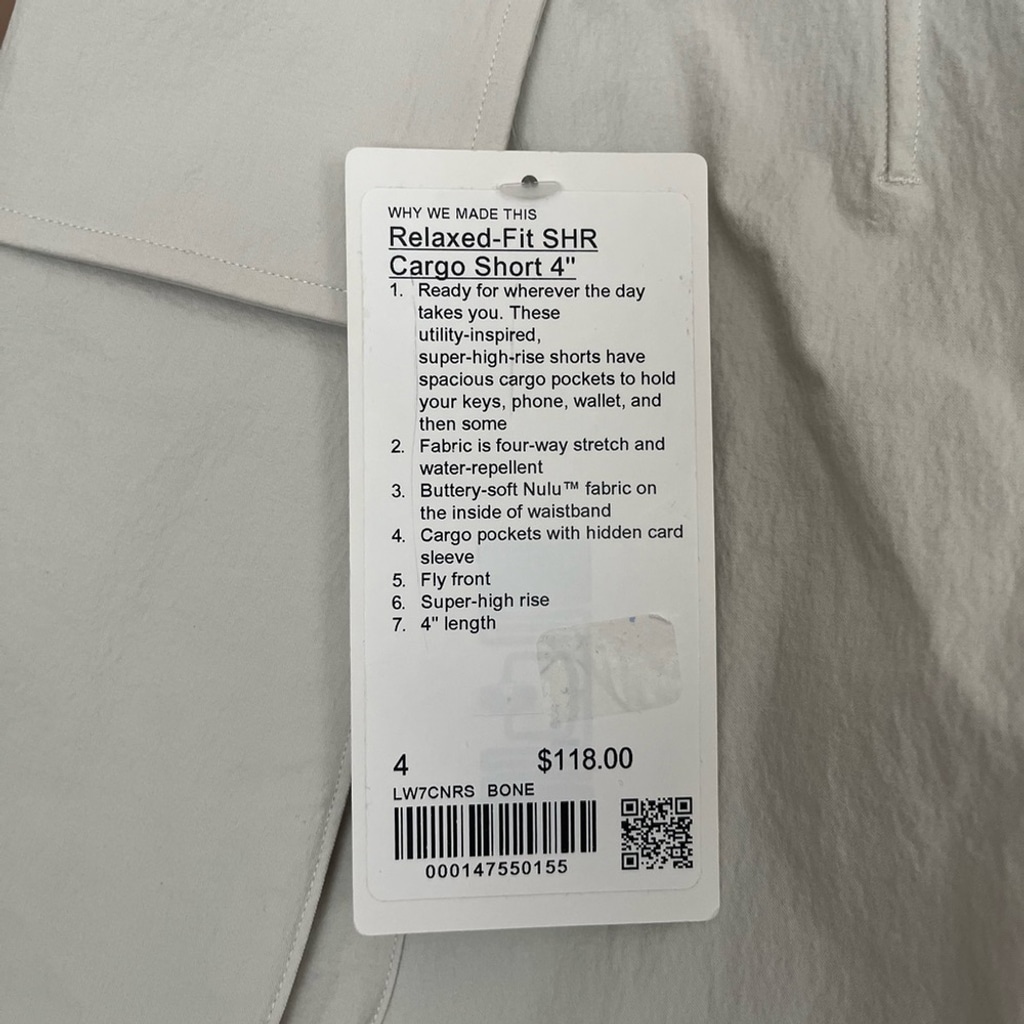 WHY WE MADE THIS
Relaxed-Fit SHR
Cargo Short 4"
1. Ready for wherever the day
takes you. These
utility-inspired,
super-high-rise shorts have
spacious cargo pockets to hold
your keys, phone, wallet, and
then some
2. Fabric is four-way stretch and
water-repellent
3. Buttery-soft Nulu™ fabric on
the inside of waistband
4. Cargo pockets with hidden card
sleeve
5. Fly front
6. Super-high rise
7. 4" length
4 $118.00
LW7CNRS BONE
000147550155